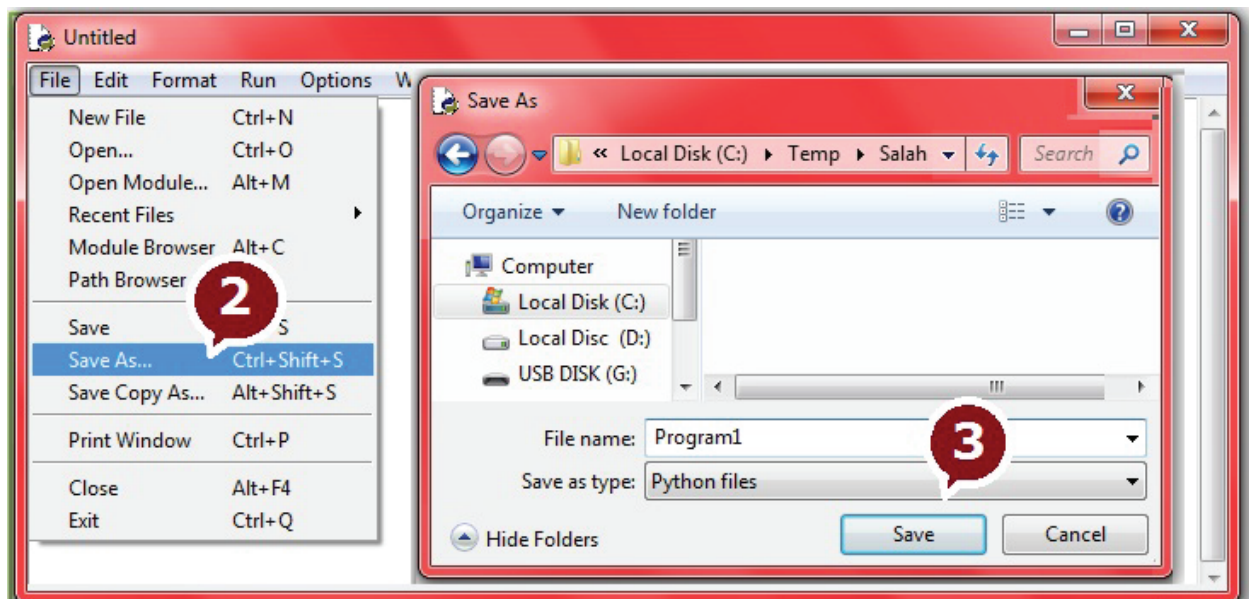 Untitled
File Edit Format Run Options W
New File Ctrl+N
Open... Ctrl+O
Open Module... Alt+M
Recent Files
Module Browser Alt+C
Path Browser
2
Save S
Save As... Ctrl+Shift+S
Save Copy As... Alt+Shift+S
Print Window Ctrl+P
Close Alt+F4
Exit Ctrl+Q
Save As
« Local Disk (C:) Temp Salah Search
Organize New folder
Computer
Local Disk (C:)
Local Disc (D:)
USB DISK (G:)
File name: Program1
3
Save as type: Python files
Hide Folders Save Cancel